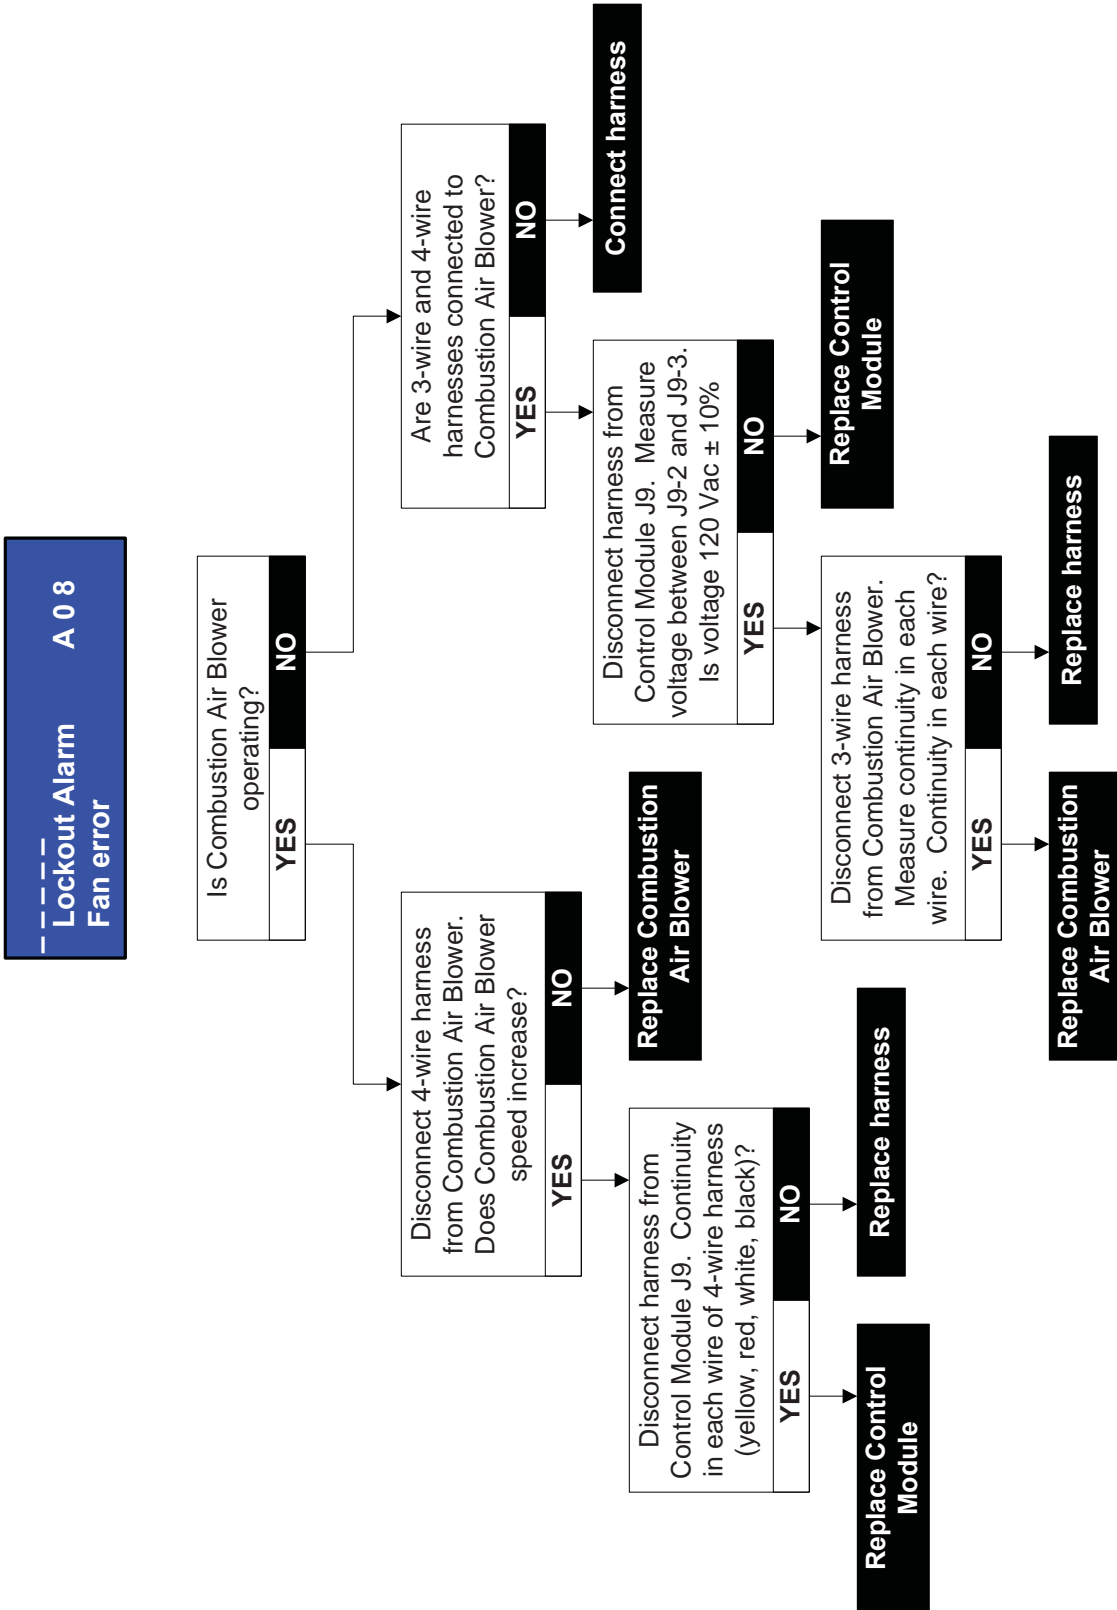 _ _ _ _ _
Lockout Alarm A 0 8
Fan error
Is Combustion Air Blower
operating?
YES NO
Disconnect 4-wire harness
from Combustion Air Blower.
Does Combustion Air Blower
speed increase?
YES NO
Are 3-wire and 4-wire
harnesses connected to
Combustion Air Blower?
YES NO
Connect harness
Disconnect harness from
Control Module J9. Continuity
in each wire of 4-wire harness
(yellow, red, white, black)?
YES NO
Replace Combustion
Air Blower
Disconnect harness from
Control Module J9. Measure
voltage between J9-2 and J9-3.
Is voltage 120 Vac ± 10%
YES NO
Replace Control
Module
Replace harness
Replace Control
Module
Disconnect 3-wire harness
from Combustion Air Blower.
Measure continuity in each
wire. Continuity in each wire?
YES NO
Replace Combustion
Air Blower
Replace harness